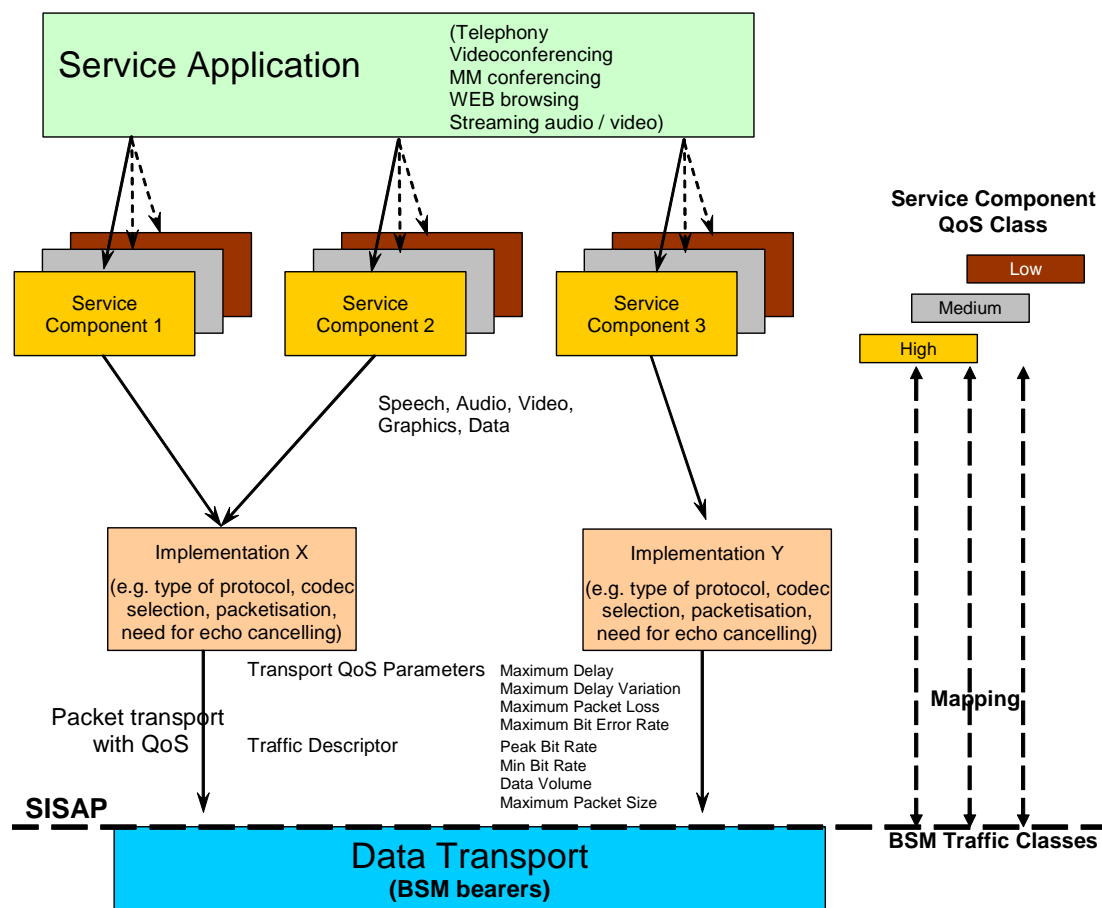 Service Application
(Telephony
Videoconferencing
MM conferencing
WEB browsing
Streaming audio / video)
Service Component
QoS Class
Low
Medium
High
Service
Component 1
Service
Component 2
Service
Component 3
Speech, Audio, Video,
Graphics, Data
Implementation X
(e.g. type of protocol, codec
selection, packetisation,
need for echo cancelling)
Implementation Y
(e.g. type of protocol, codec
selection, packetisation,
need for echo cancelling)
Transport QoS Parameters
Maximum Delay
Maximum Delay Variation
Maximum Packet Loss
Maximum Bit Error Rate
Packet transport
with QoS
Traffic Descriptor
Peak Bit Rate
Min Bit Rate
Data Volume
Maximum Packet Size
Mapping
SISAP
BSM Traffic Classes
Data Transport
(BSM bearers)